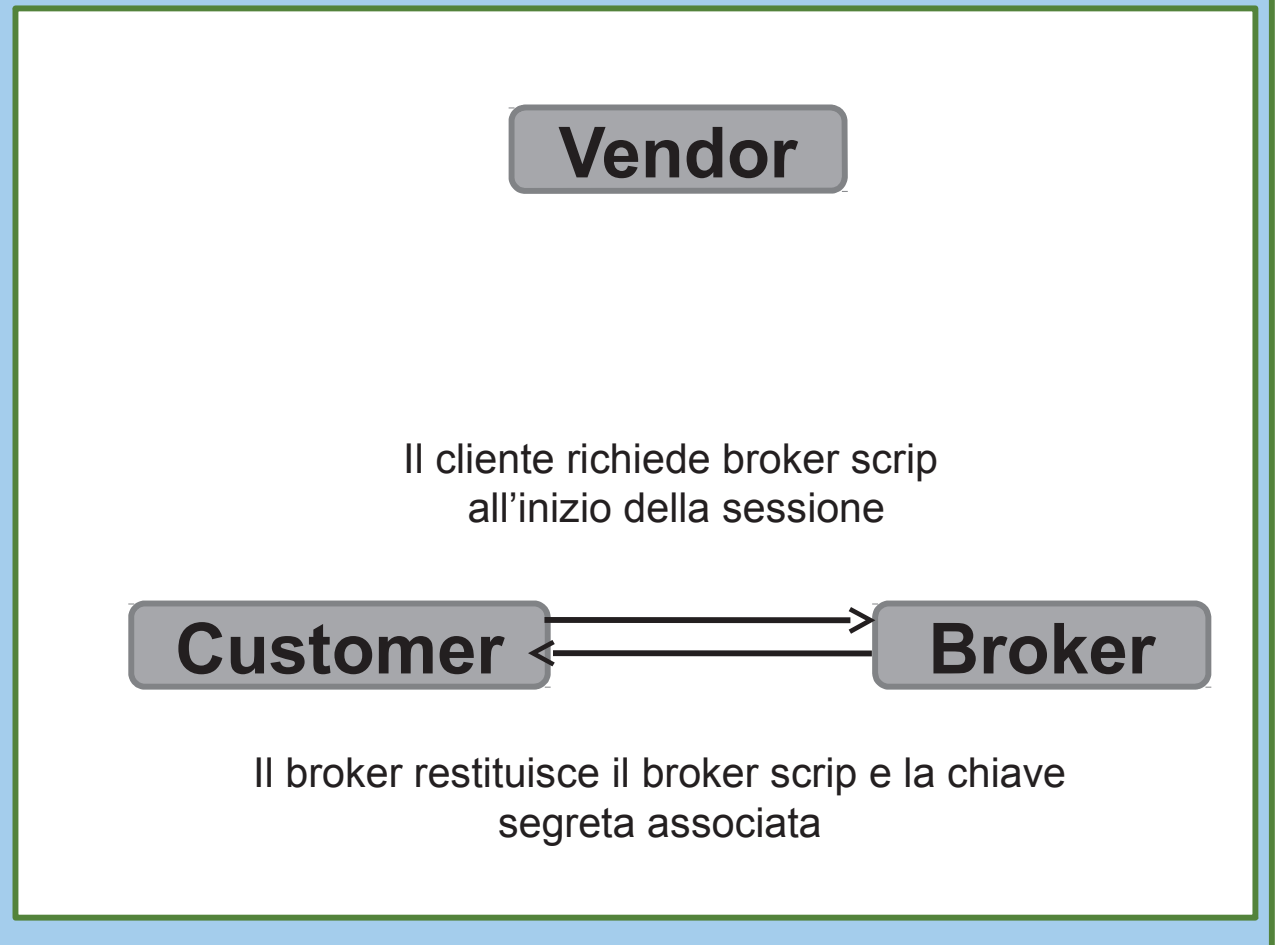 Vendor
Il cliente richiede broker scrip
all’inizio della sessione
Customer
Broker
Il broker restituisce il broker scrip e la chiave
segreta associata